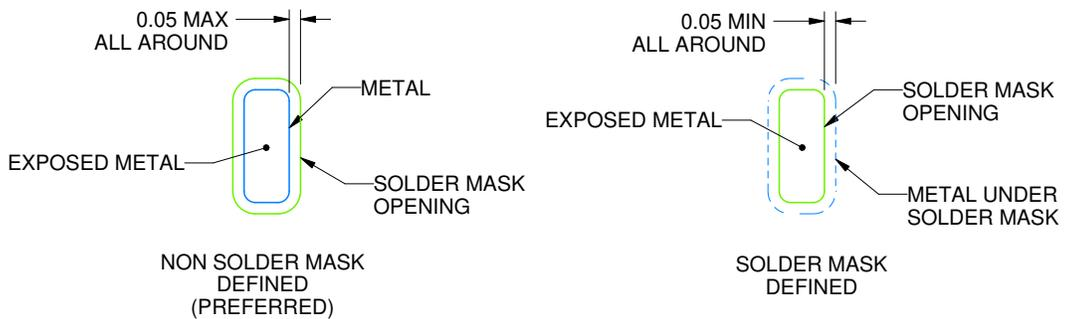 0.05 MAX
ALL AROUND
METAL
EXPOSED METAL
SOLDER MASK
OPENING
NON SOLDER MASK
DEFINED
(PREFERRED)
0.05 MIN
ALL AROUND
SOLDER MASK
OPENING
EXPOSED METAL
METAL UNDER
SOLDER MASK
SOLDER MASK
DEFINED